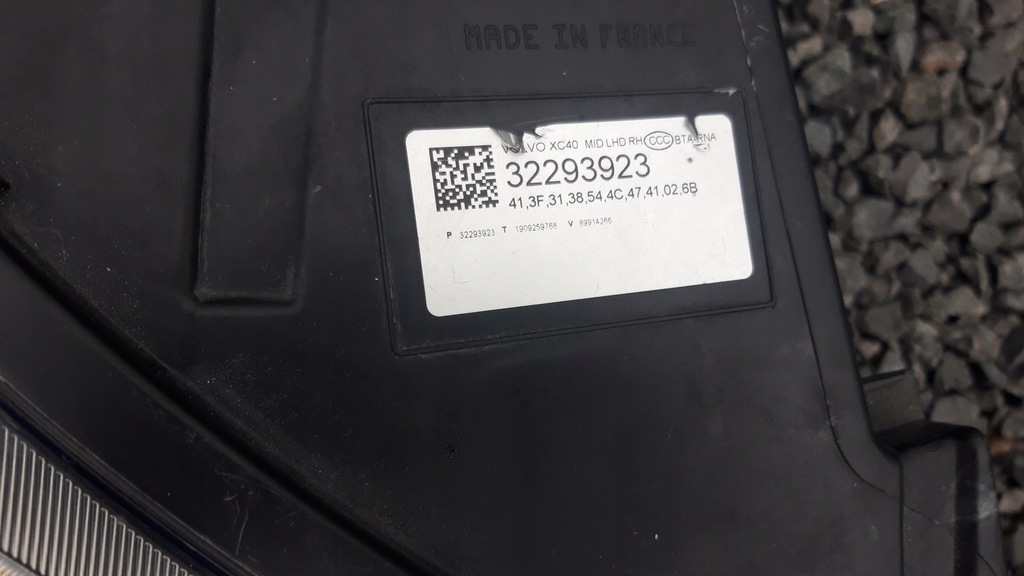 MADE IN FRANCE
VOLVO XC40 MID LHD RH CCC BTA
32293923
41,3F,31,38,54,4C,47,41,02,6B
P 32293923 T 1909259768 V 89914266